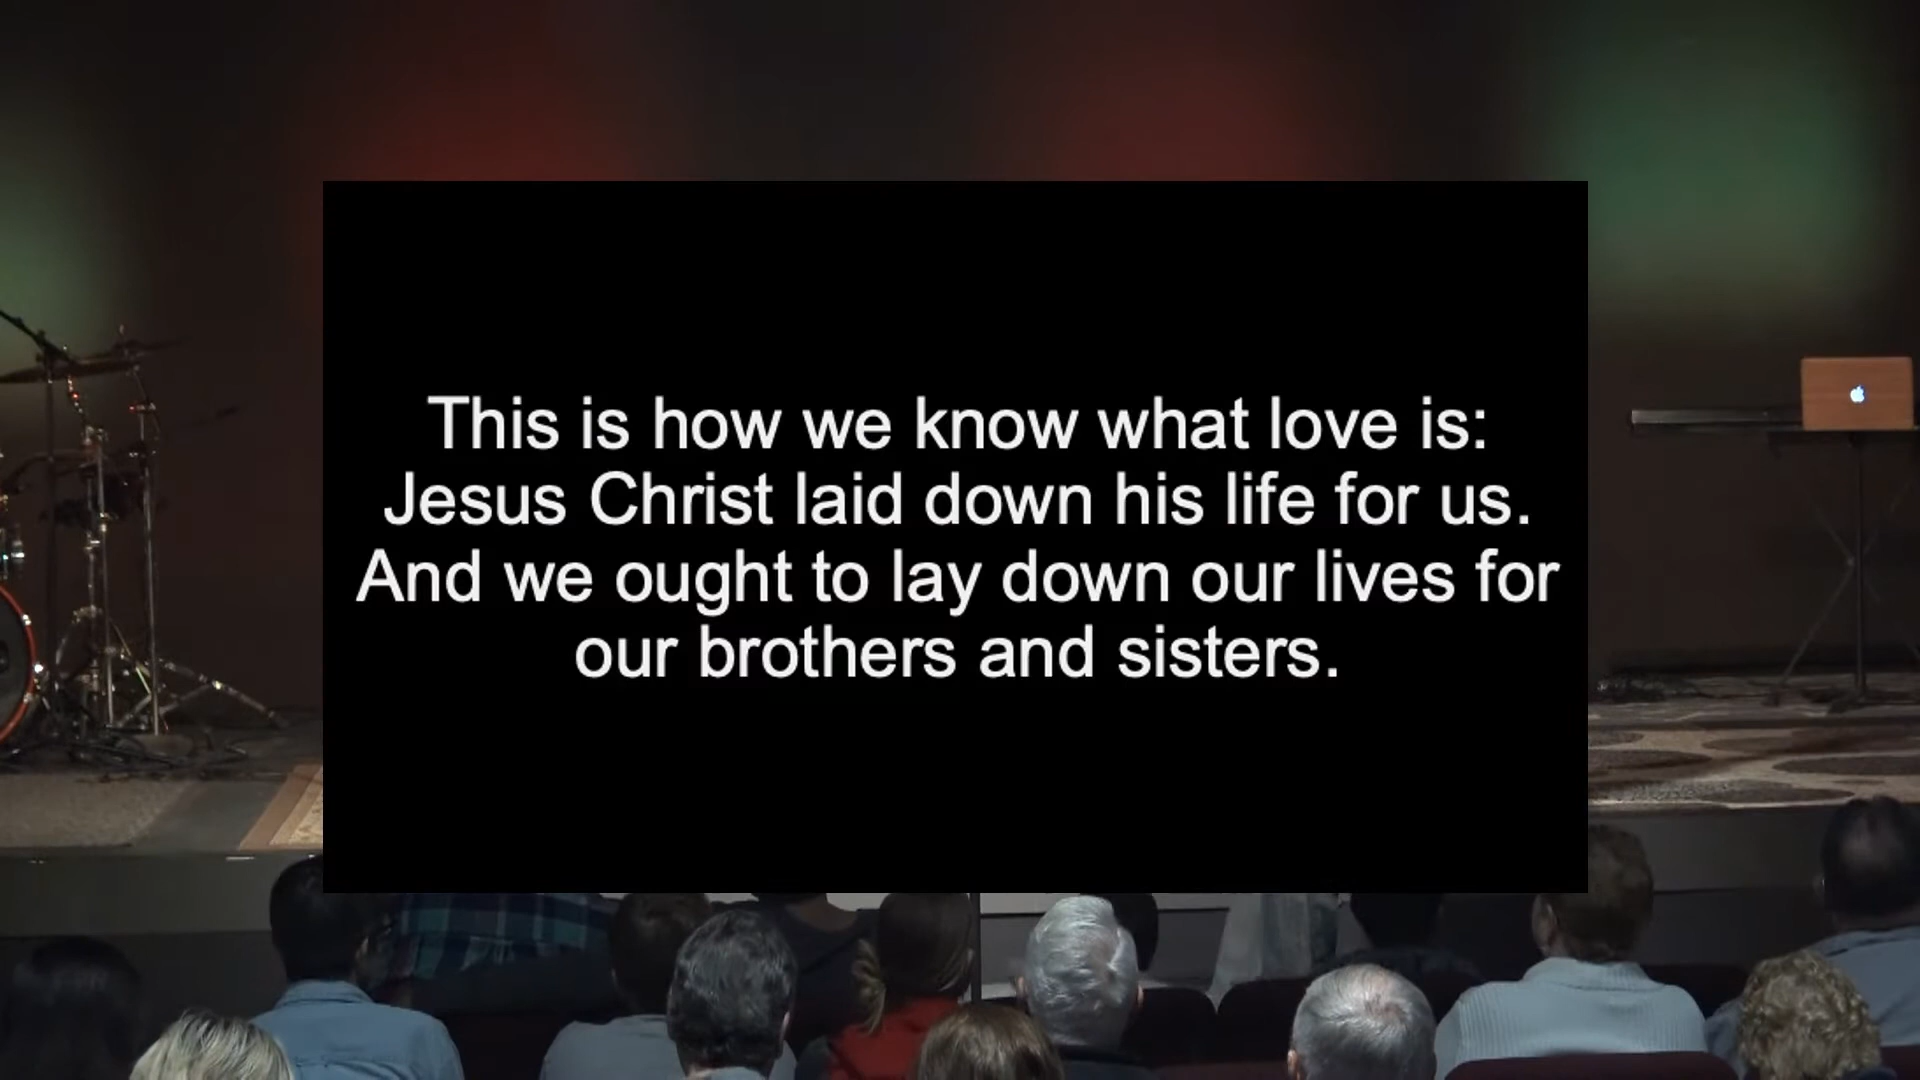 This is how we know what love is:
Jesus Christ laid down his life for us.
And we ought to lay down our lives for
our brothers and sisters.